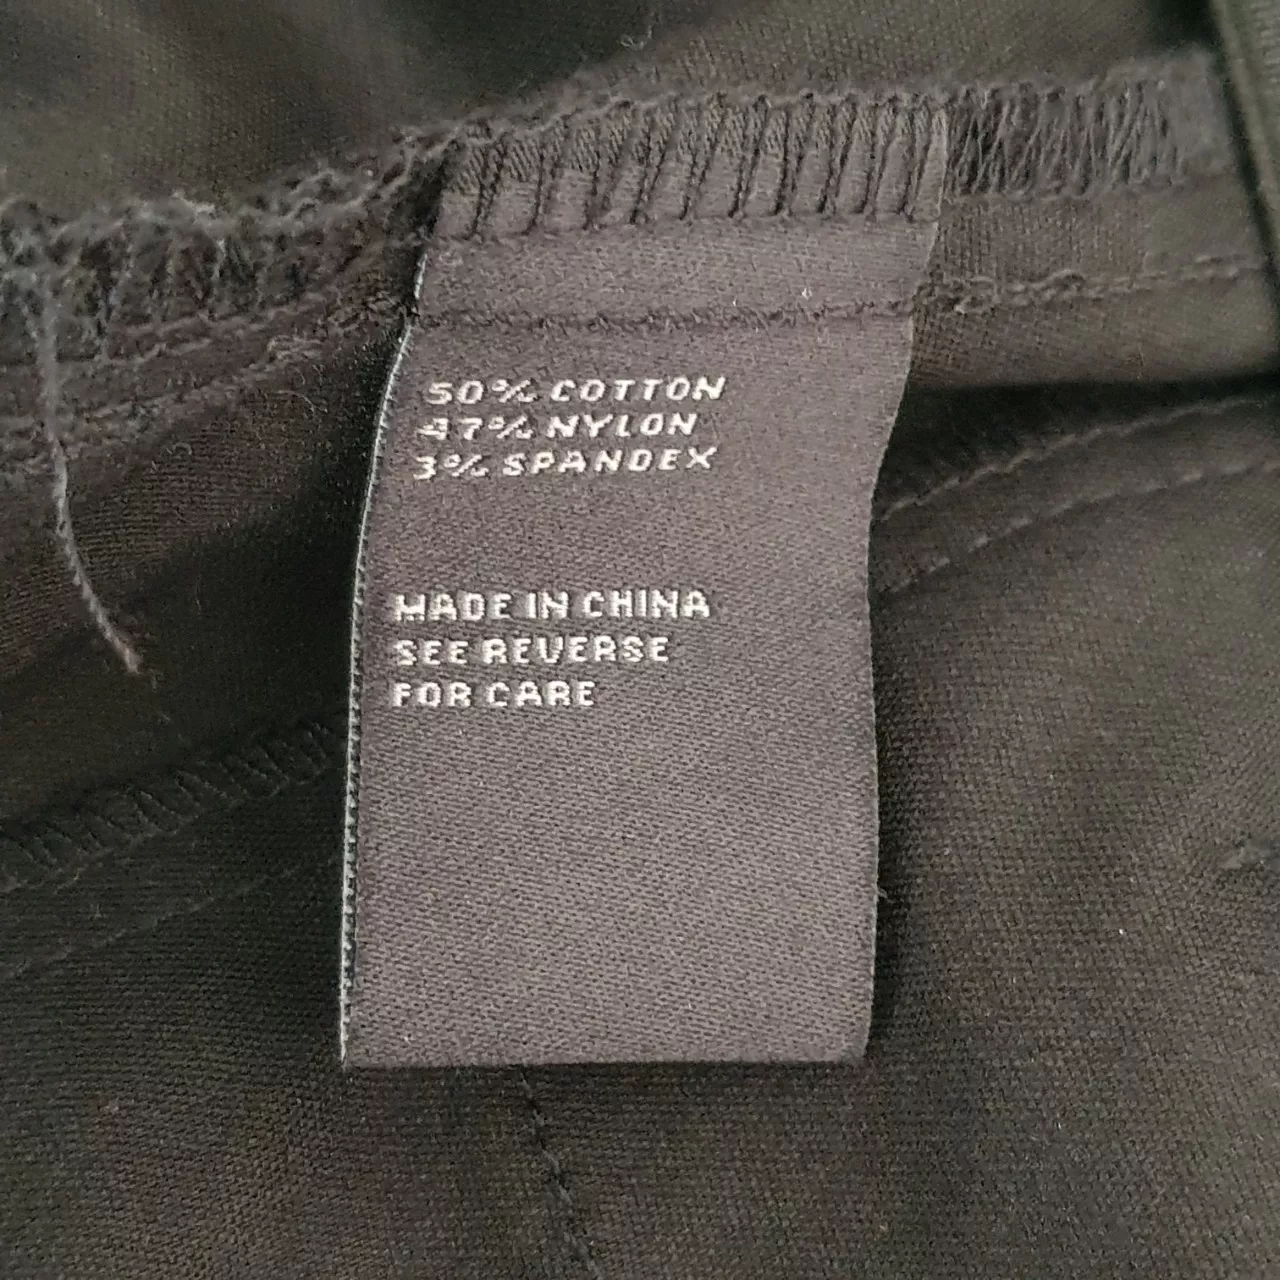 50% COTTON
47% NYLON
3% SPANDEX
MADE IN CHINA
SEE REVERSE
FOR CARE